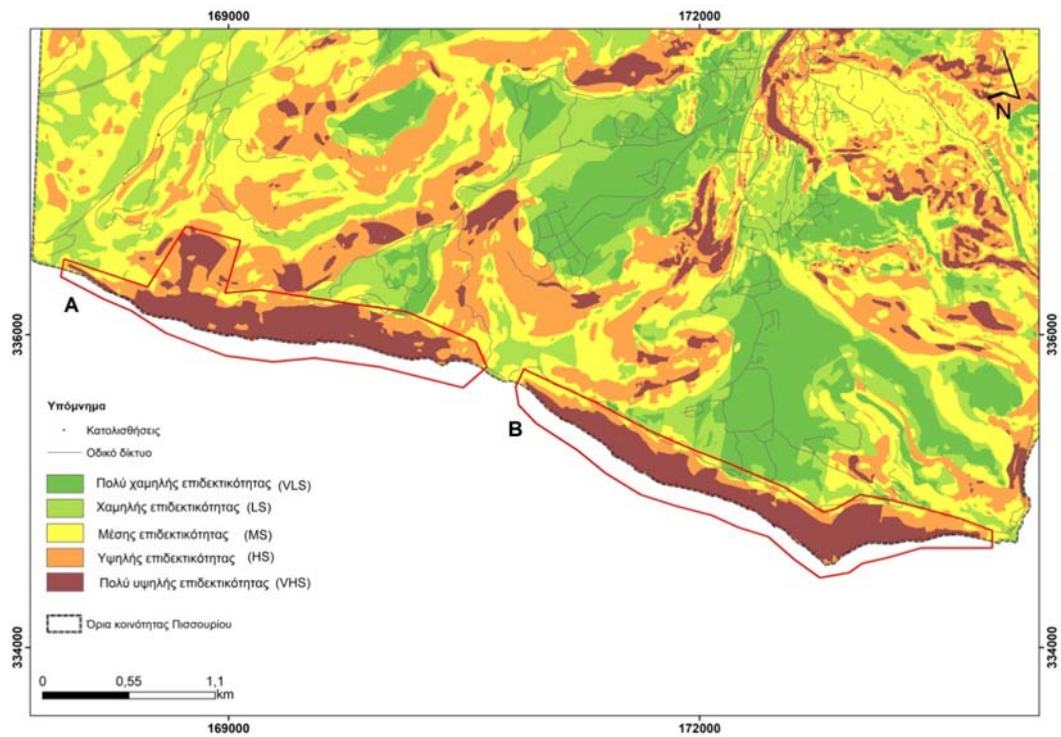 169000
172000
N
336000
336000
A
B
Υπόμνημα
Κατολισθήσεις
Οδικό δίκτυο
Πολύ χαμηλής επιδεκτικότητας (VLS)
Χαμηλής επιδεκτικότητας (LS)
Μέσης επιδεκτικότητας (MS)
Υψηλής επιδεκτικότητας (HS)
Πολύ υψηλής επιδεκτικότητας (VHS)
Όρια κοινότητας Πισσουρίου
334000
334000
0 0,55 1,1
km
169000
172000